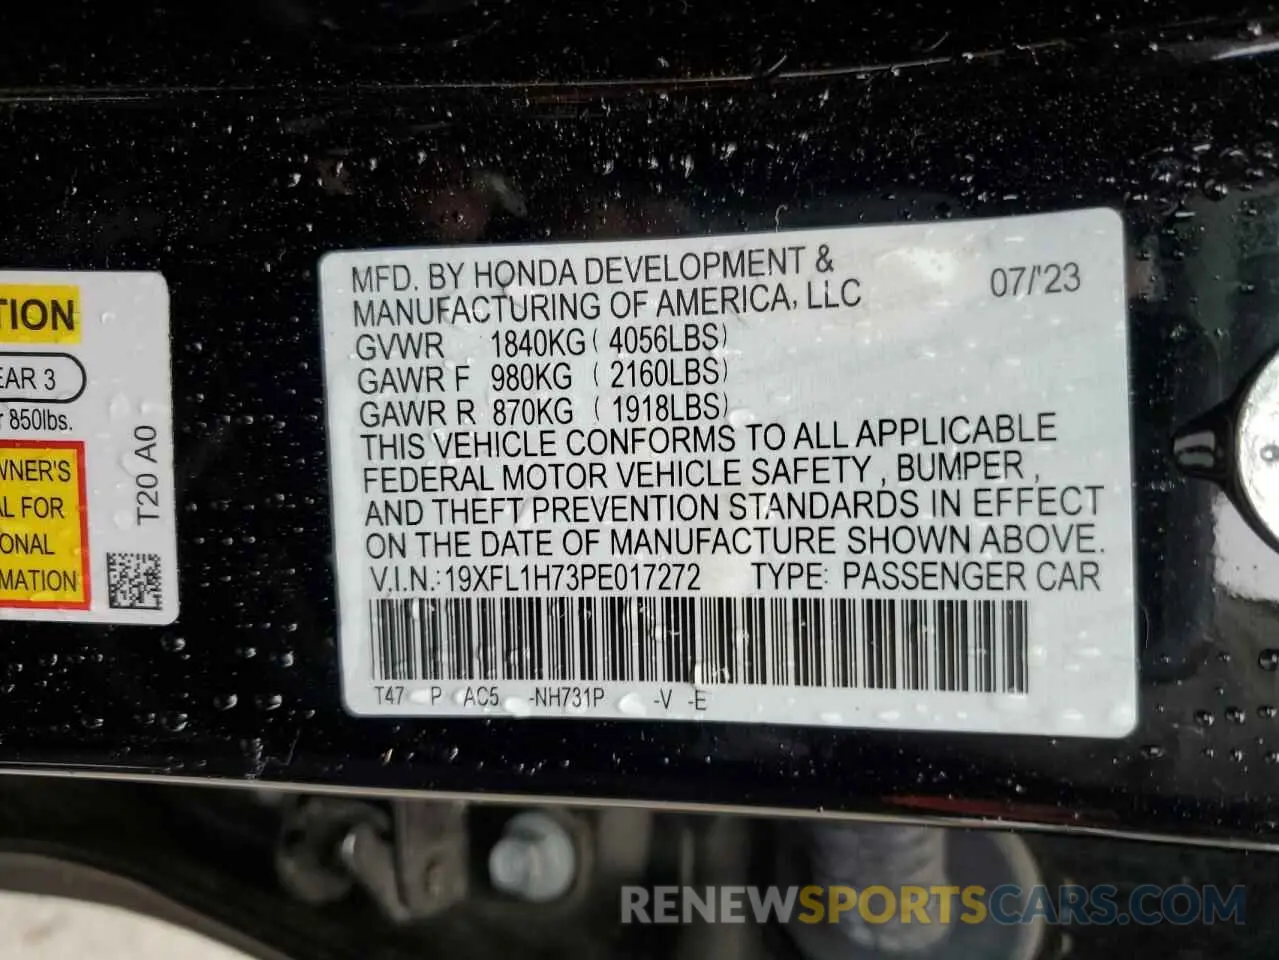 TION
EAR 3
850lbs.
WNER'S
AL FOR
ONAL
MATION
T20 A0
MFD. BY HONDA DEVELOPMENT &
MANUFACTURING OF AMERICA, LLC
07/'23
GVWR 1840KG ( 4056LBS)
GAWR F 980KG ( 2160LBS)
GAWR R 870KG ( 1918LBS)
THIS VEHICLE CONFORMS TO ALL APPLICABLE
FEDERAL MOTOR VEHICLE SAFETY , BUMPER ,
AND THEFT PREVENTION STANDARDS IN EFFECT
ON THE DATE OF MANUFACTURE SHOWN ABOVE.
V.I.N.:19XFL1H73PE017272 TYPE: PASSENGER CAR
T47 P AC5 -NH731P -V -E
RENEWSPORTSCARS.COM